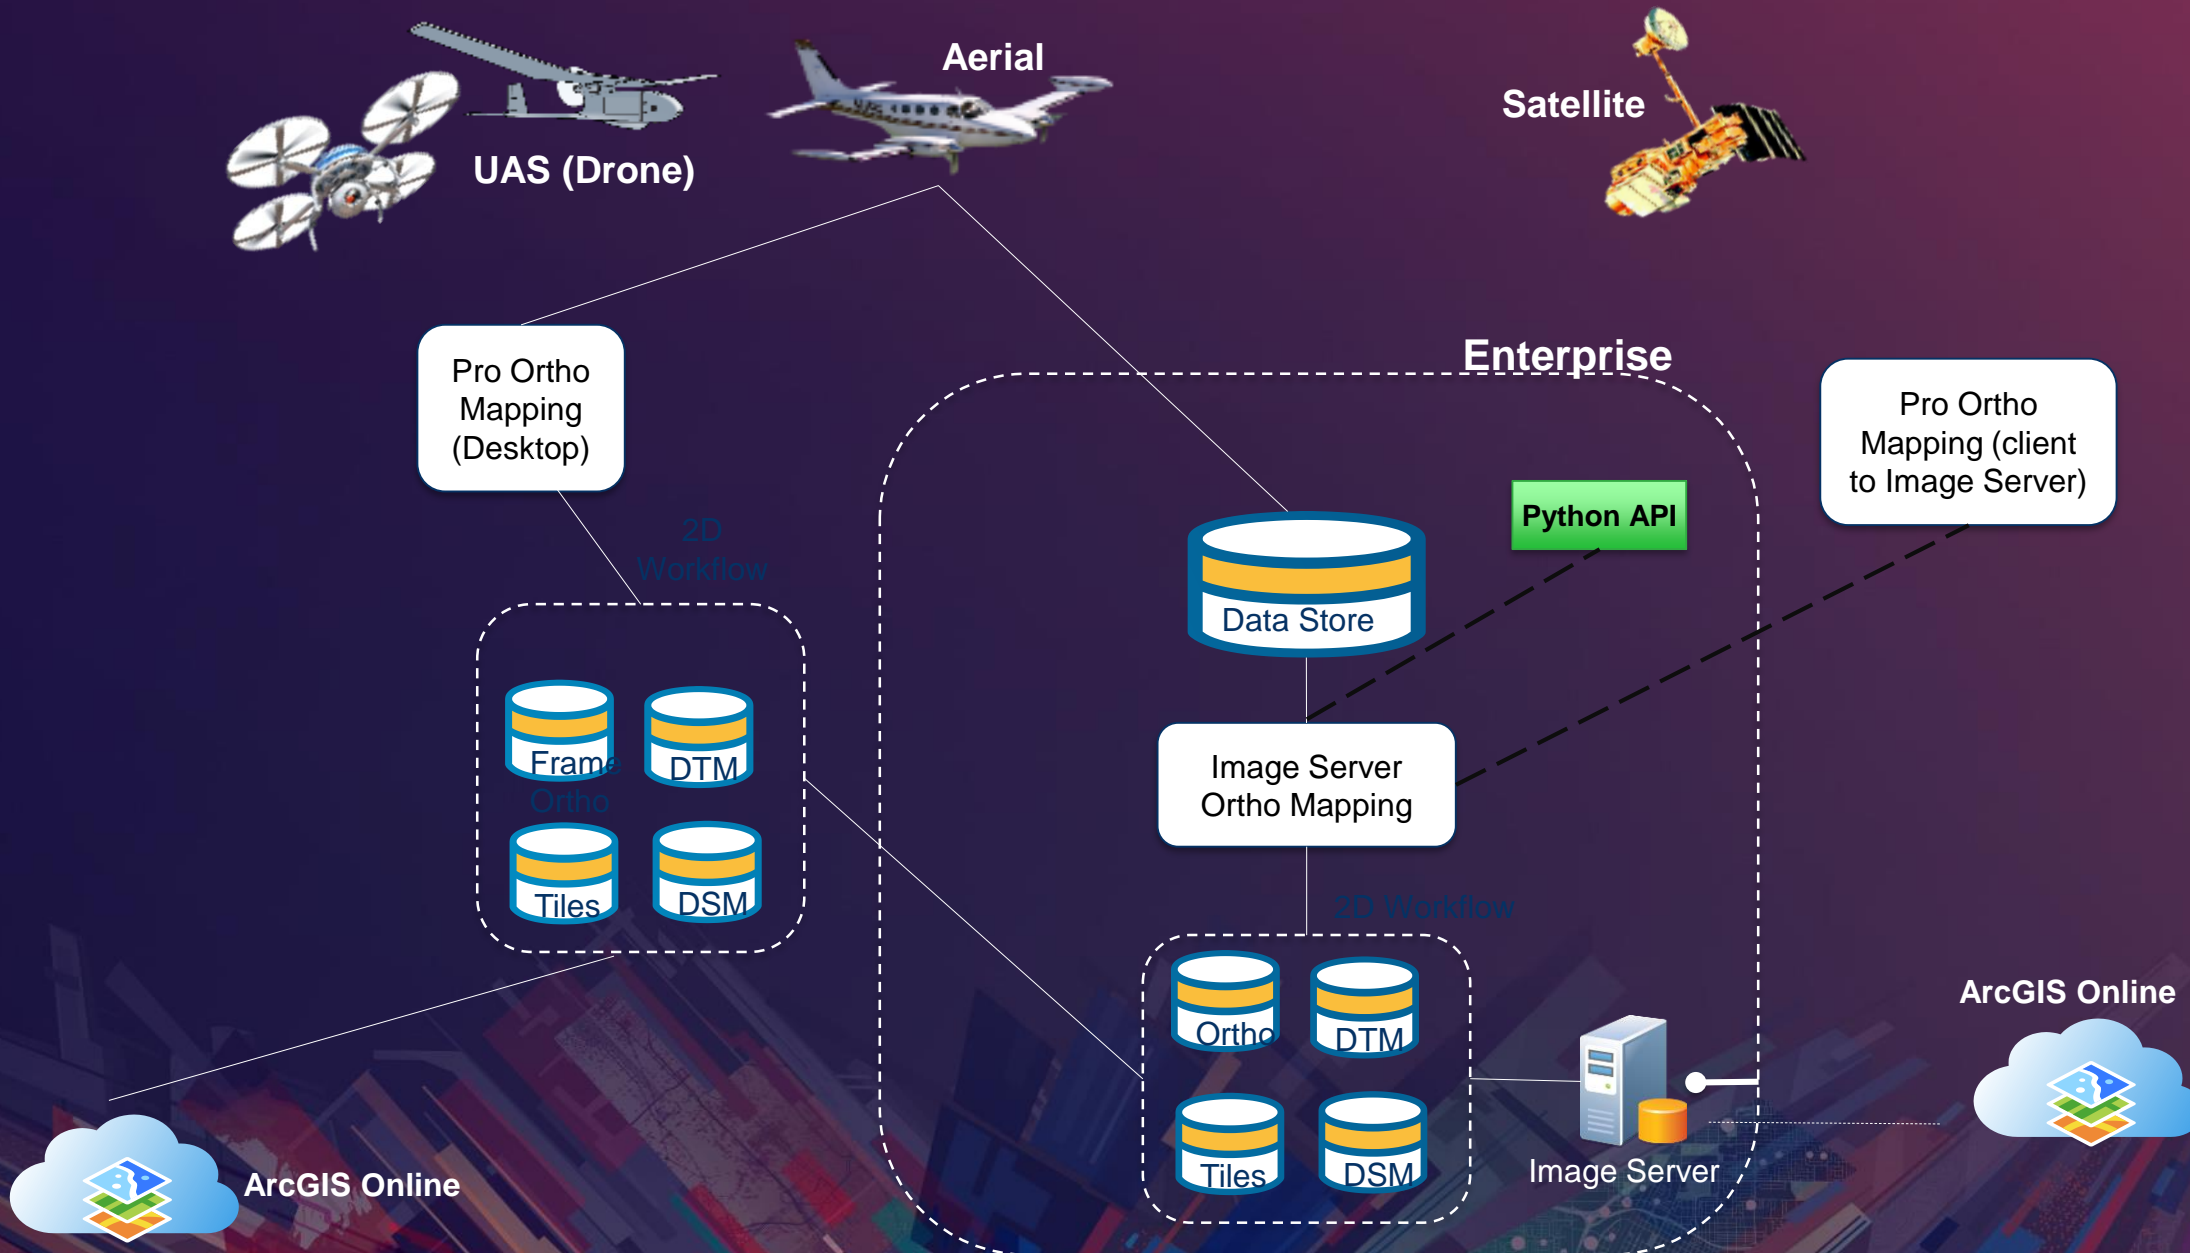 Aerial
Satellite
UAS (Drone)
Enterprise
Pro Ortho
Mapping
(Desktop)
Pro Ortho
Mapping (client
to Image Server)
2D
Workflow
Python API
Data Store
Frame
Ortho
DTM
Tiles
DSM
Image Server
Ortho Mapping
2D Workflow
Ortho
DTM
Tiles
DSM
Image Server
ArcGIS Online
ArcGIS Online